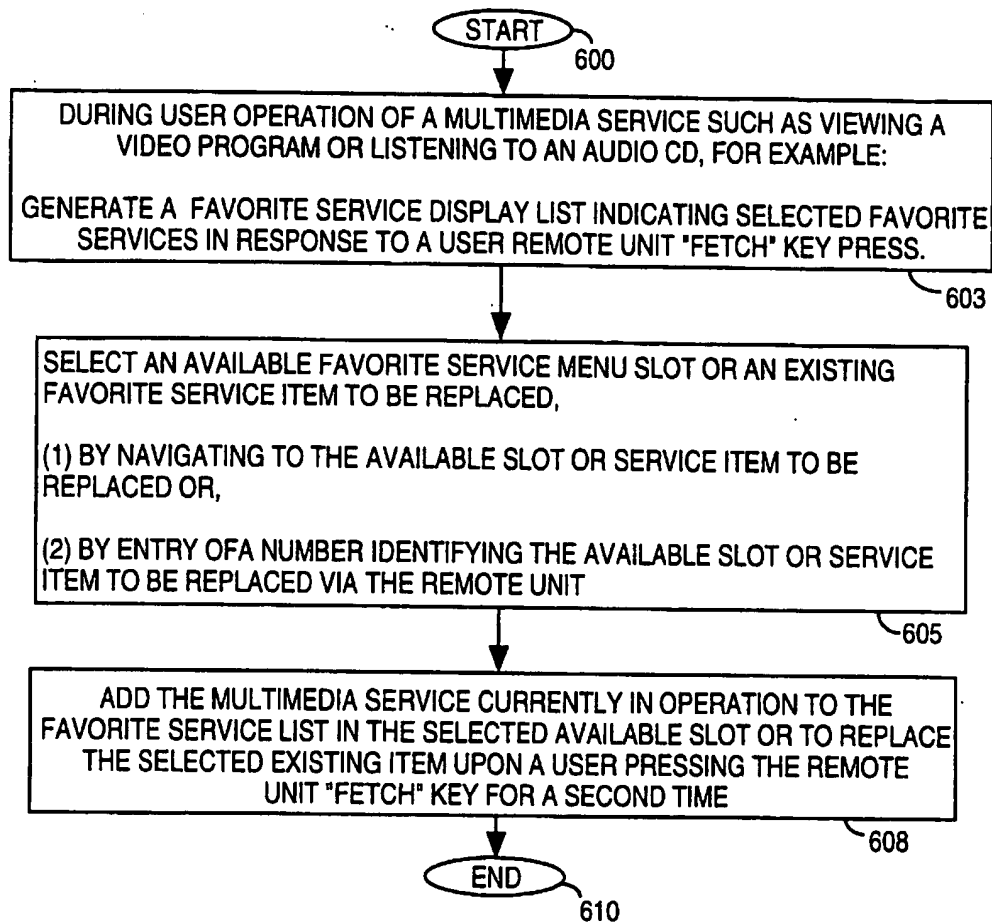 START
600
DURING USER OPERATION OF A MULTIMEDIA SERVICE SUCH AS VIEWING A
VIDEO PROGRAM OR LISTENING TO AN AUDIO CD, FOR EXAMPLE:
GENERATE A FAVORITE SERVICE DISPLAY LIST INDICATING SELECTED FAVORITE
SERVICES IN RESPONSE TO A USER REMOTE UNIT "FETCH" KEY PRESS.
603
SELECT AN AVAILABLE FAVORITE SERVICE MENU SLOT OR AN EXISTING
FAVORITE SERVICE ITEM TO BE REPLACED,
(1) BY NAVIGATING TO THE AVAILABLE SLOT OR SERVICE ITEM TO BE
REPLACED OR,
(2) BY ENTRY OFA NUMBER IDENTIFYING THE AVAILABLE SLOT OR SERVICE
ITEM TO BE REPLACED VIA THE REMOTE UNIT
605
ADD THE MULTIMEDIA SERVICE CURRENTLY IN OPERATION TO THE
FAVORITE SERVICE LIST IN THE SELECTED AVAILABLE SLOT OR TO REPLACE
THE SELECTED EXISTING ITEM UPON A USER PRESSING THE REMOTE
UNIT "FETCH" KEY FOR A SECOND TIME
608
END
610